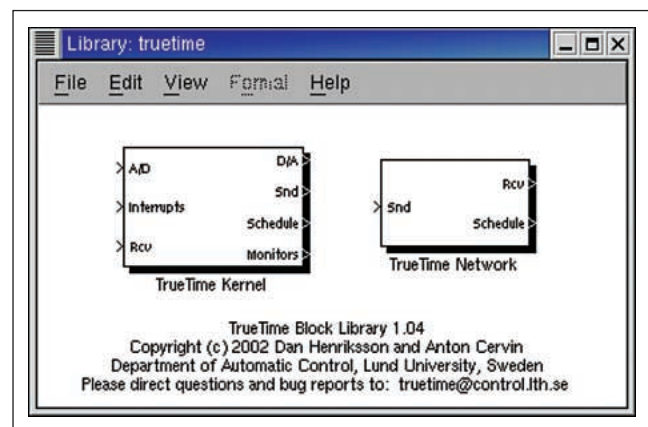 Library: truetime
File Edit View Format Help
A/D
Interrupts
Rcv
D/A
Snd
Schedule
Monitors
TrueTime Kernel
Snd
Rcv
Schedule
TrueTime Network
TrueTime Block Library 1.04
Copyright (c) 2002 Dan Henriksson and Anton Cervin
Department of Automatic Control, Lund University, Sweden
Please direct questions and bug reports to: truetime@control.lth.se